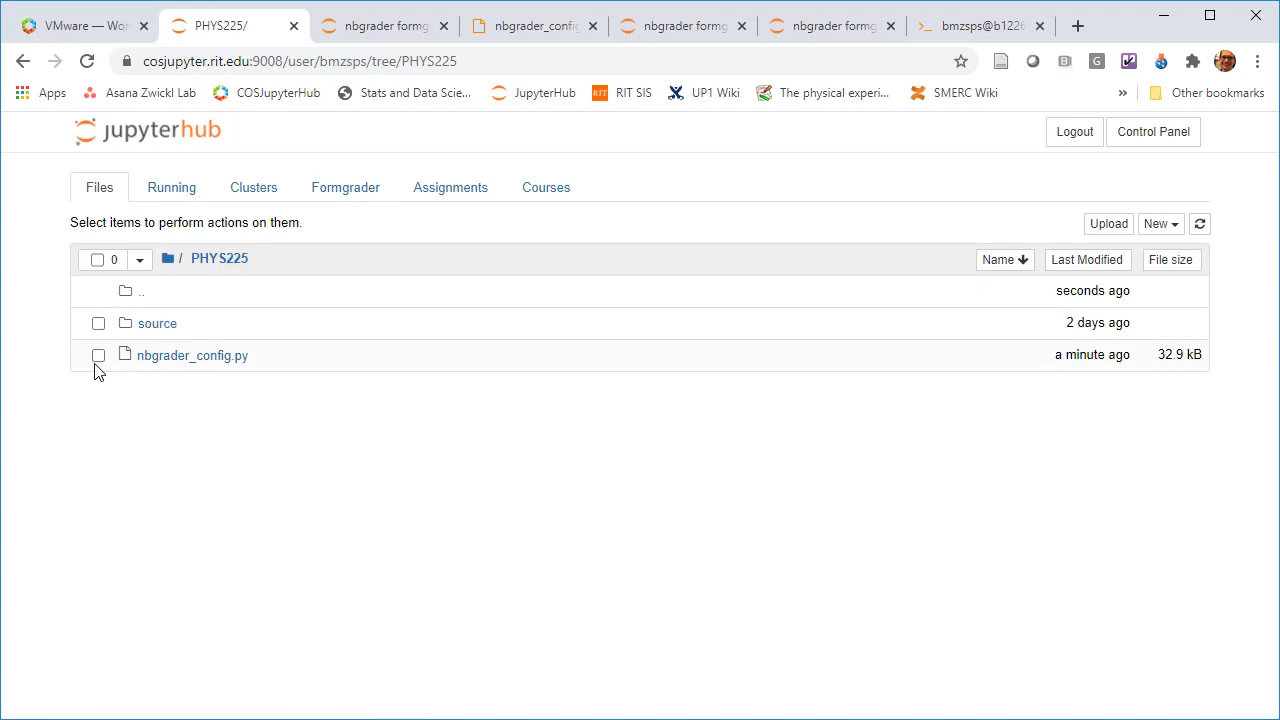 VMware — Wor
PHYS225/
nbgrader formg
nbgrader_config
nbgrader formg
nbgrader formg
bmzsps@b1226
cosjupyter.rit.edu:9008/user/bmzsps/tree/PHYS225
Apps
Asana Zwickl Lab
COSJupyterHub
Stats and Data Scie...
JupyterHub
RIT
RIT SIS
UP1 Wiki
The physical experi...
SMERC Wiki
»
Other bookmarks
jupyterhub
Logout
Control Panel
Files
Running
Clusters
Formgrader
Assignments
Courses
Select items to perform actions on them.
Upload
New
0
/ PHYS225
Name
Last Modified
File size
..
seconds ago
source
2 days ago
nbgrader_config.py
a minute ago
32.9 kB